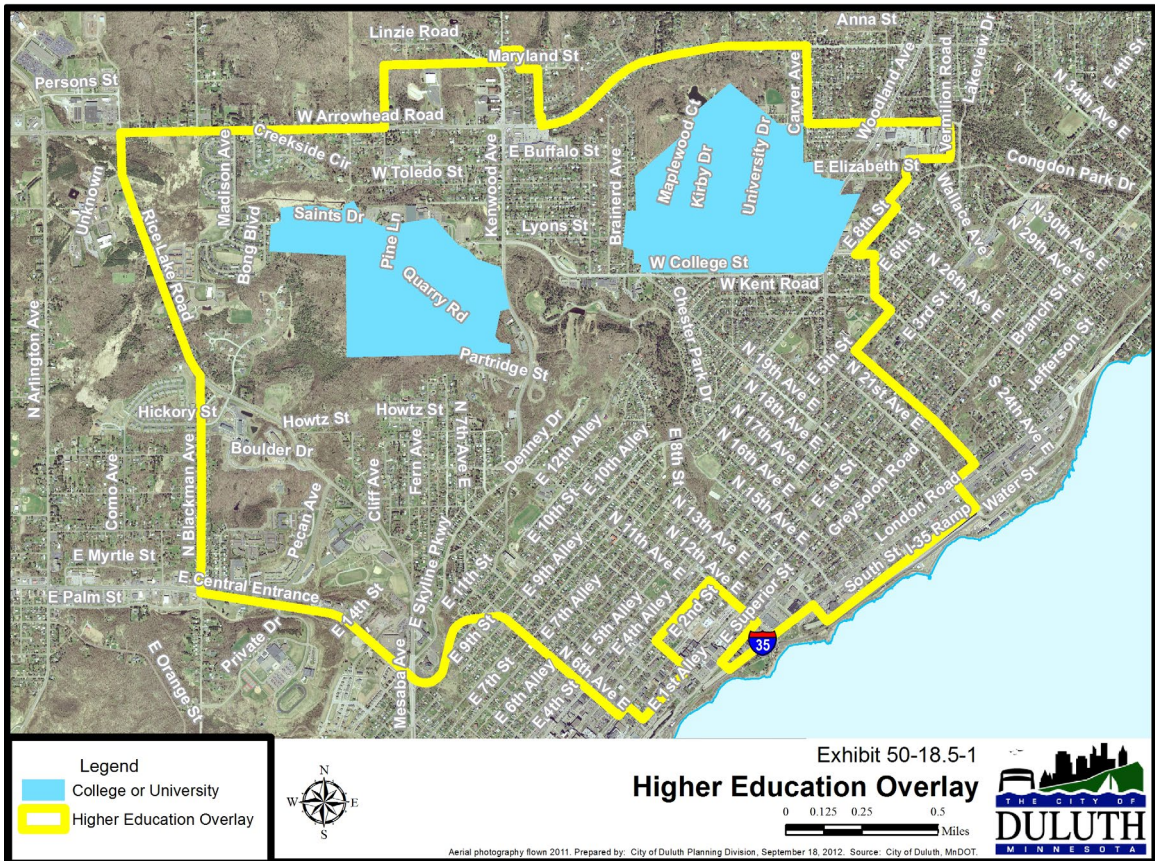 Anna St
Linzie Road
Maryland St
Woodland Ave
Vermilion Road
Lakeview Dr
N 34th Ave E
E 4th St
Persons St
W Arrowhead Road
Carver Ave
Madison Ave
Creekside Cir
Kenwood Ave
E Buffalo St
Brainerd Ave
Maplewood Ct
Kirby Dr
University Dr
E Elizabeth St
Congdon Park Dr
Wallace Ave
W Toledo St
Unknown
Rice Lake Road
Bong Blvd
Saints Dr
Pine Ln
Quarry Rd
Lyons St
E 8th St
E 6th St
N 30th Ave E
N 29th Ave E
N 26th Ave E
W College St
W Kent Road
E 3rd St
Branch St
Jefferson St
N Arlington Ave
Chester Park Dr
Partridge St
N 19th Ave E
E 5th St
N 21st Ave E
S 24th Ave E
N 18th Ave E
N 17th Ave E
N 16th Ave E
N 15th Ave E
E 1st St
Greysolon Road
London Road
Water St
I-35 Ramp
South St
Hickory St
Howtz St
Howtz St
N 7th Ave E
Boulder Dr
Denney Dr
E 12th Alley
E 10th Alley
E 8th St
Como Ave
N Blackman Ave
Pecan Ave
Cliff Ave
Fern Ave
E 10th St
N 13th Ave E
N 12th Ave E
N 11th Ave E
E Myrtle St
E Skyline Pkwy
E 11th St
E 9th Alley
E Palm St
E Central Entrance
E 14th St
E 9th St
E 7th Alley
E 5th Alley
E 4th Alley
E 2nd St
E Superior St
35
Private Dr
E Orange St
Mesaba Ave
E 7th St
E 6th Alley
E 4th St
N 6th Ave E
E 1st Alley
Legend
College or University
Higher Education Overlay
N
W
E
S
Exhibit 50-18.5-1
Higher Education Overlay
0 0.125 0.25 0.5
Miles
THE CITY OF
DULUTH
MINNESOTA
Aerial photography flown 2011. Prepared by: City of Duluth Planning Division, September 18, 2012. Source: City of Duluth, MnDOT.